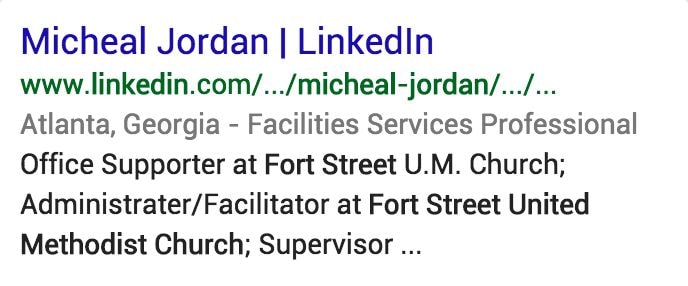 Micheal Jordan | LinkedIn
www.linkedin.com/.../micheal-jordan/.../...
Atlanta, Georgia - Facilities Services Professional
Office Supporter at Fort Street U.M. Church;
Administrater/Facilitator at Fort Street United
Methodist Church; Supervisor ...